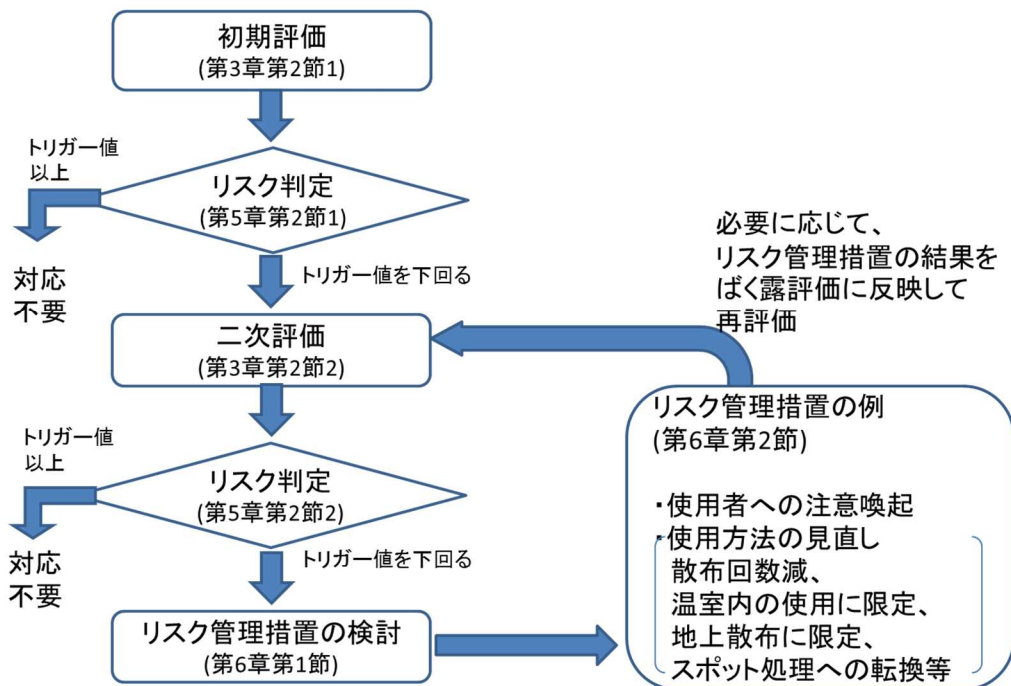 初期評価
(第3章第2節1)
トリガー値
以上
リスク判定
(第5章第2節1)
対応
不要
トリガー値を下回る
二次評価
(第3章第2節2)
トリガー値
以上
リスク判定
(第5章第2節2)
対応
不要
トリガー値を下回る
リスク管理措置の検討
(第6章第1節)
必要に応じて、
リスク管理措置の結果を
ばく露評価に反映して
再評価
リスク管理措置の例
(第6章第2節)
・使用者への注意喚起
・使用方法の見直し
散布回数減、
温室内の使用に限定、
地上散布に限定、
スポット処理への転換等